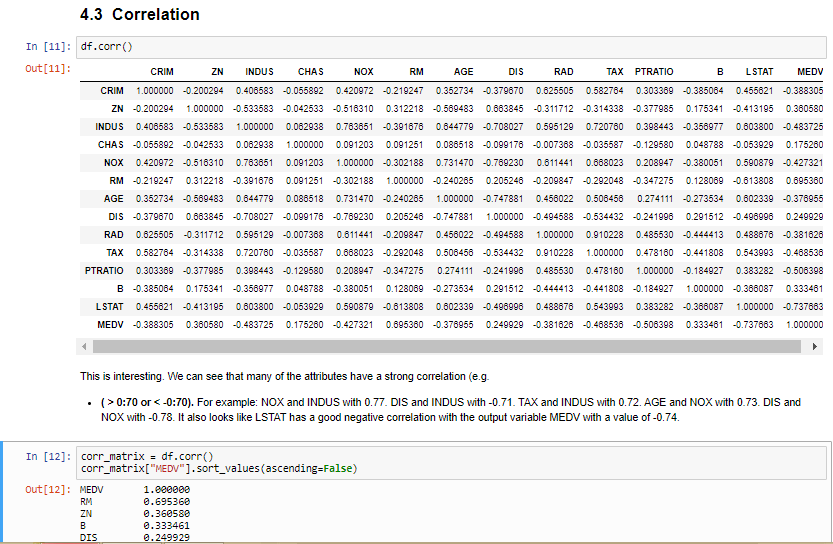 4.3 Correlation
In [11]: df.corr()
Out[11]:
CRIM ZN INDUS CHAS NOX RM AGE DIS RAD TAX PTRATIO B LSTAT MEDV
CRIM 1.000000 -0.200294 0.406583 -0.055892 0.420972 -0.219247 0.352734 -0.379670 0.625505 0.582764 0.303369 -0.385064 0.455621 -0.388305
ZN -0.200294 1.000000 -0.533583 -0.042533 -0.516310 0.312218 -0.569483 0.663845 -0.311712 -0.314338 -0.377985 0.175341 -0.413195 0.360580
INDUS 0.406583 -0.533583 1.000000 0.062938 0.763651 -0.391676 0.644779 -0.708027 0.595129 0.720760 0.398443 -0.356977 0.603800 -0.483725
CHAS -0.055892 -0.042533 0.062938 1.000000 0.091203 0.091251 0.086518 -0.099176 -0.007368 -0.035587 -0.129580 0.048788 -0.053929 0.175260
NOX 0.420972 -0.516310 0.763651 0.091203 1.000000 -0.302188 0.731470 -0.769230 0.611441 0.668023 0.208947 -0.380051 0.590879 -0.427321
RM -0.219247 0.312218 -0.391676 0.091251 -0.302188 1.000000 -0.240265 0.205246 -0.209847 -0.292048 -0.347275 0.128069 -0.613808 0.695360
AGE 0.352734 -0.569483 0.644779 0.086518 0.731470 -0.240265 1.000000 -0.747881 0.456022 0.506456 0.274111 -0.273534 0.602339 -0.376955
DIS -0.379670 0.663845 -0.708027 -0.099176 -0.769230 0.205246 -0.747881 1.000000 -0.494588 -0.534432 -0.241996 0.291512 -0.496996 0.249929
RAD 0.625505 -0.311712 0.595129 -0.007368 0.611441 -0.209847 0.456022 -0.494588 1.000000 0.910228 0.485530 -0.444413 0.488676 -0.381626
TAX 0.582764 -0.314338 0.720760 -0.035587 0.668023 -0.292048 0.506456 -0.534432 0.910228 1.000000 0.478160 -0.441808 0.543993 -0.468536
PTRATIO 0.303369 -0.377985 0.398443 -0.129580 0.208947 -0.347275 0.274111 -0.241996 0.485530 0.478160 1.000000 -0.184927 0.383282 -0.506398
B -0.385064 0.175341 -0.356977 0.048788 -0.380051 0.128069 -0.273534 0.291512 -0.444413 -0.441808 -0.184927 1.000000 -0.366087 0.333461
LSTAT 0.455621 -0.413195 0.603800 -0.053929 0.590879 -0.613808 0.602339 -0.496996 0.488676 0.543993 0.383282 -0.366087 1.000000 -0.737663
MEDV -0.388305 0.360580 -0.483725 0.175260 -0.427321 0.695360 -0.376955 0.249929 -0.381626 -0.468536 -0.506398 0.333461 -0.737663 1.000000
This is interesting. We can see that many of the attributes have a strong correlation (e.g.
• ( > 0:70 or < -0:70). For example: NOX and INDUS with 0.77. DIS and INDUS with -0.71. TAX and INDUS with 0.72. AGE and NOX with 0.73. DIS and
NOX with -0.78. It also looks like LSTAT has a good negative correlation with the output variable MEDV with a value of -0.74.
In [12]: corr_matrix = df.corr()
corr_matrix["MEDV"].sort_values(ascending=False)
Out[12]: MEDV 1.000000
RM 0.695360
ZN 0.360580
B 0.333461
DIS 0.249929